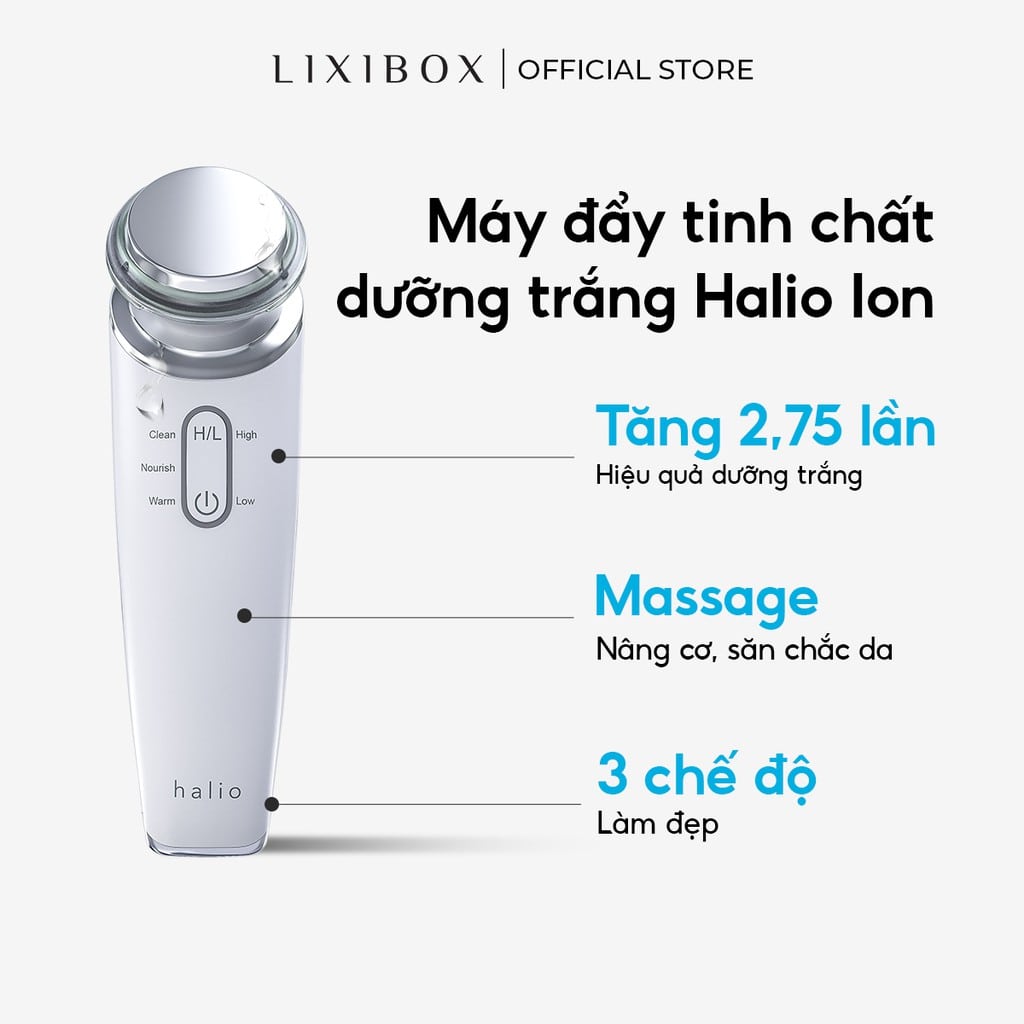 LIXIBOX | OFFICIAL STORE
Máy đẩy tinh chất
dưỡng trắng Halio Ion
Clean H/L High
Nourish
Warm Low
halio
Tăng 2,75 lần
Hiệu quả dưỡng trắng
Massage
Nâng cơ, săn chắc da
3 chế độ
Làm đẹp